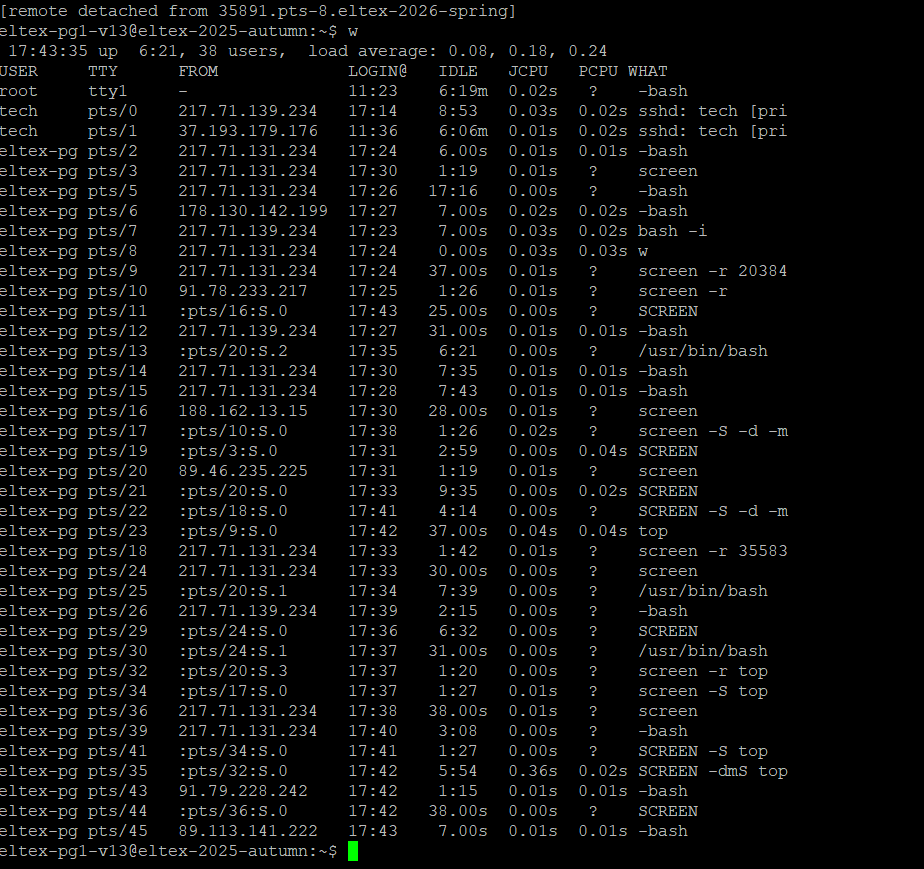 [remote detached from 35891.pts-8.eltex-2026-spring]
eltex-pg1-v13@eltex-2025-autumn:~$ w
 17:43:35 up  6:21, 38 users,  load average: 0.08, 0.18, 0.24
USER     TTY      FROM             LOGIN@   IDLE   JCPU   PCPU WHAT
root     tty1     -                11:23    6:19m  0.02s   ?    -bash
tech     pts/0    217.71.139.234   17:14    8:53   0.03s  0.02s sshd: tech [pri
tech     pts/1    37.193.179.176   11:36    6:06m  0.01s  0.02s sshd: tech [pri
eltex-pg pts/2    217.71.131.234   17:24    6.00s  0.01s  0.01s -bash
eltex-pg pts/3    217.71.131.234   17:30    1:19   0.01s   ?    screen
eltex-pg pts/5    217.71.131.234   17:26   17:16   0.00s   ?    -bash
eltex-pg pts/6    178.130.142.199  17:27    7.00s  0.02s  0.02s -bash
eltex-pg pts/7    217.71.139.234   17:23    7.00s  0.03s  0.02s bash -i
eltex-pg pts/8    217.71.131.234   17:24    0.00s  0.03s  0.03s w
eltex-pg pts/9    217.71.131.234   17:29   37.00s  0.01s   ?    screen -r 20384
eltex-pg pts/10   91.78.233.217    17:25    1:26   0.01s   ?    screen -r
eltex-pg pts/11   :pts/16:S.0      17:43   25.00s  0.00s   ?    SCREEN
eltex-pg pts/12   217.71.139.234   17:27   31.00s  0.00s  0.01s -bash
eltex-pg pts/13   :pts/20:S.2      17:35    6:21   0.00s   ?    /usr/bin/bash
eltex-pg pts/14   217.71.131.234   17:30    7:35   0.01s  0.01s -bash
eltex-pg pts/15   217.71.131.234   17:28    7:43   0.01s  0.01s -bash
eltex-pg pts/16   188.162.13.15    17:30   28.00s  0.00s   ?    screen
eltex-pg pts/17   :pts/10:S.0      17:38    1:26   0.02s   ?    screen -S -d -m
eltex-pg pts/19   :pts/3:S.0       17:31    2:59   0.00s  0.04s SCREEN
eltex-pg pts/20   89.46.235.225    17:31    1:19   0.01s   ?    screen
eltex-pg pts/21   :pts/20:S.0      17:33    9:35   0.00s  0.02s SCREEN
eltex-pg pts/22   :pts/18:S.0      17:41    4:14   0.00s   ?    SCREEN -S -d -m
eltex-pg pts/23   :pts/9:S.0       17:42   37.00s  0.04s  0.04s top
eltex-pg pts/18   217.71.131.234   17:33    1:42   0.01s   ?    screen -r 35583
eltex-pg pts/24   217.71.131.234   17:33   30.00s  0.00s   ?    screen
eltex-pg pts/25   :pts/20:S.1      17:34    7:39   0.00s   ?    /usr/bin/bash
eltex-pg pts/26   217.71.139.234   17:39    2:15   0.00s   ?    -bash
eltex-pg pts/29   :pts/24:S.0      17:36    6:32   0.00s   ?    SCREEN
eltex-pg pts/30   :pts/24:S.1      17:37   31.00s  0.00s   ?    /usr/bin/bash
eltex-pg pts/32   :pts/20:S.3      17:37    1:20   0.00s   ?    screen -r top
eltex-pg pts/34   :pts/17:S.0      17:37    1:27   0.01s   ?    screen -S top
eltex-pg pts/36   217.71.131.234   17:38   38.00s  0.01s   ?    screen
eltex-pg pts/39   217.71.131.234   17:40    3:08   0.00s   ?    -bash
eltex-pg pts/41   :pts/34:S.0      17:41    1:27   0.00s   ?    SCREEN -S top
eltex-pg pts/35   :pts/32:S.0      17:42    5:54   0.36s  0.02s SCREEN -dmS top
eltex-pg pts/43   91.79.228.242    17:42    1:15   0.01s  0.01s -bash
eltex-pg pts/44   :pts/36:S.0      17:42   38.00s  0.00s   ?    SCREEN
eltex-pg pts/45   89.113.141.222   17:43    7.00s  0.01s  0.01s -bash
eltex-pg1-v13@eltex-2025-autumn:~$